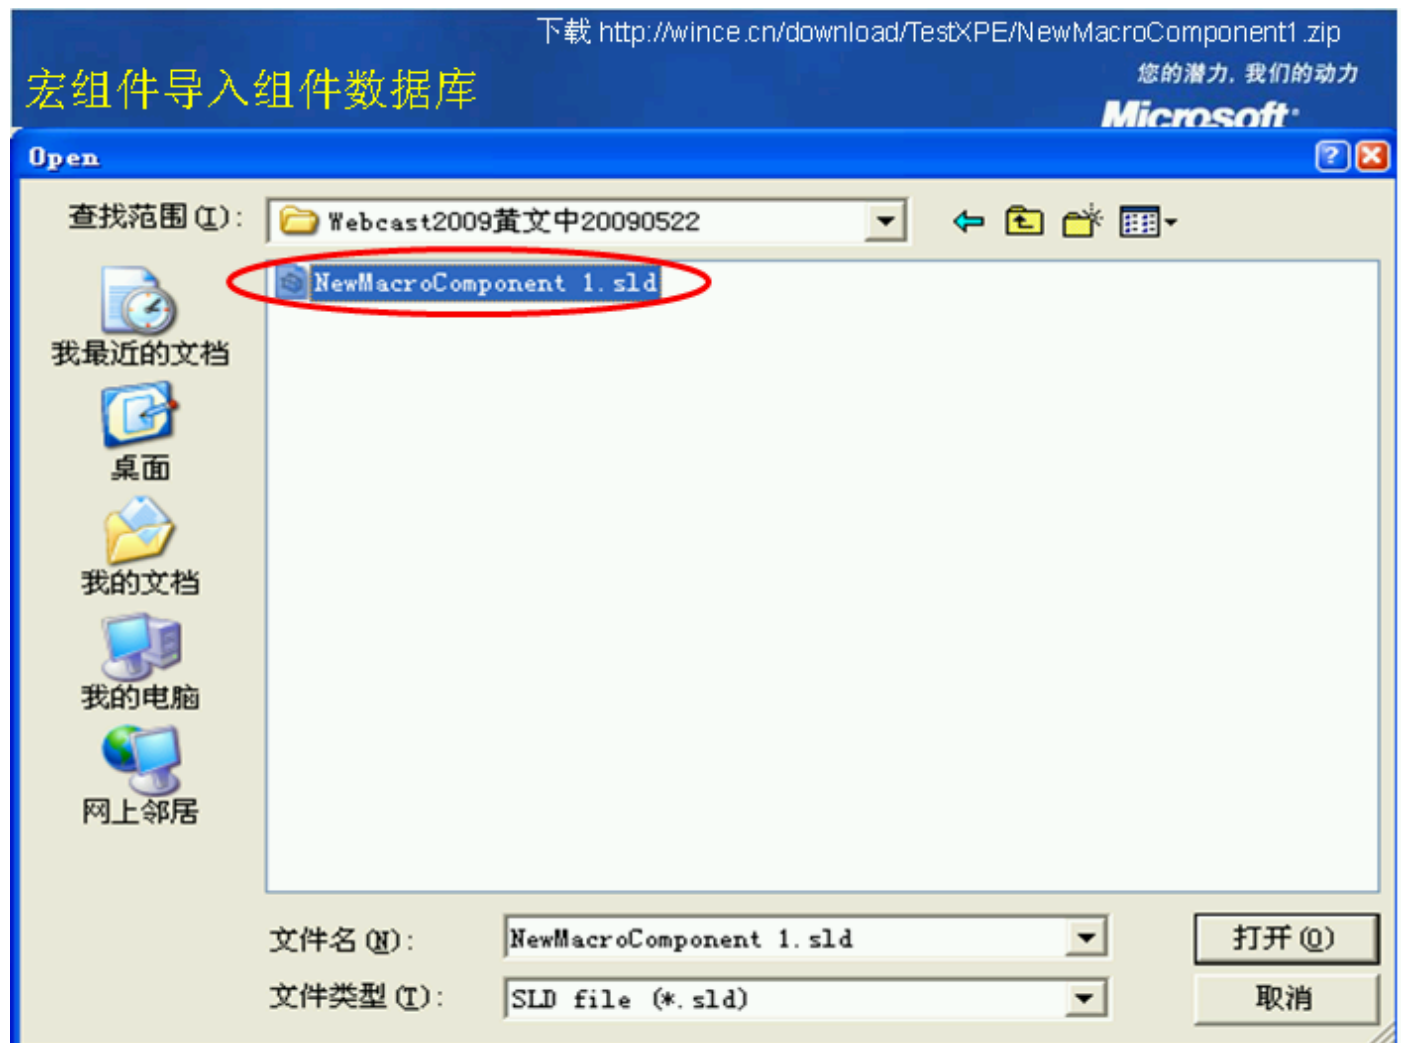 下载 http://wince.cn/download/TestXPE/NewMacroComponent1.zip
您的潜力, 我们的动力
宏组件导入组件数据库
Microsoft
Open
查找范围(I):
Webcast2009黄文中20090522
NewMacroComponent 1.sld
我最近的文档
桌面
我的文档
我的电脑
网上邻居
文件名(N):
NewMacroComponent 1.sld
打开(O)
文件类型(T):
SLD file (*.sld)
取消